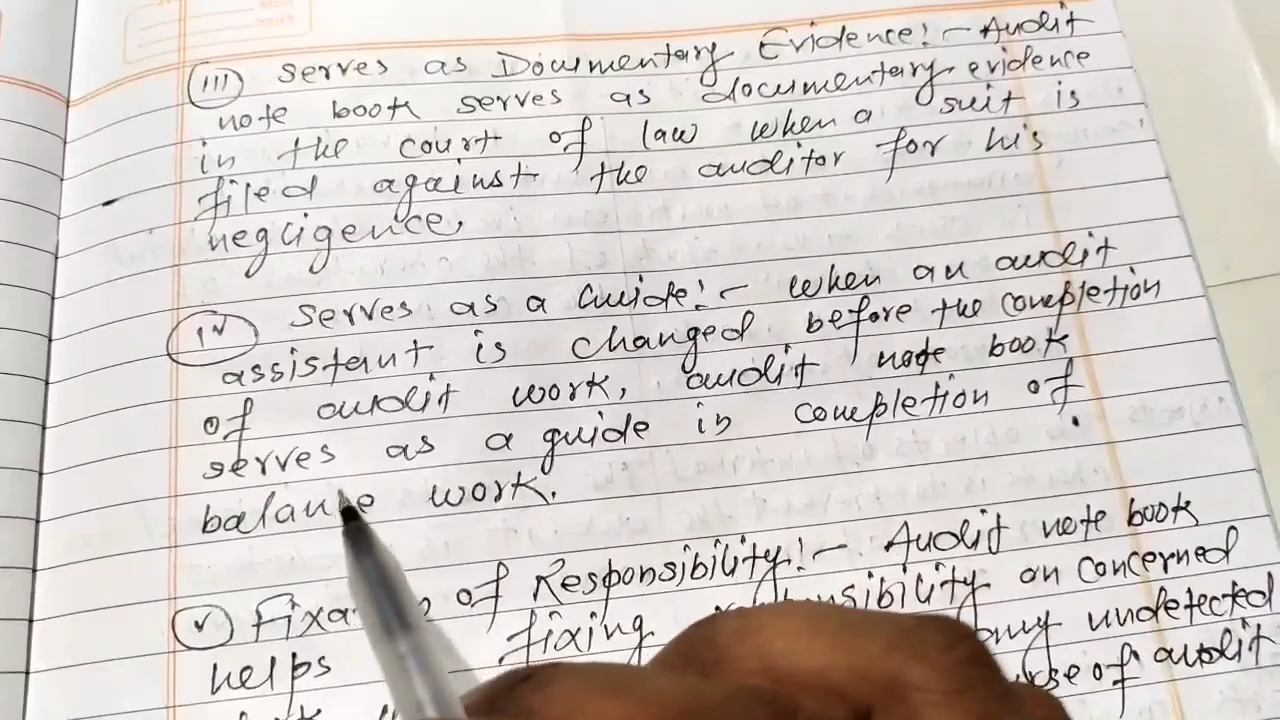 (III) Serves as Documentary Evidence:- Audit
note book serves as documentary evidence
in the court of law when a suit is
filed against the auditor for his
negligence.
(IV) Serves as a Guide:- when an audit
assistant is changed before the completion
of audit work, audit note book
serves as a guide in completion of
balance work.
(V) of Responsibility:- Audit note book
helps fixing on concerned
any undetected
of audit